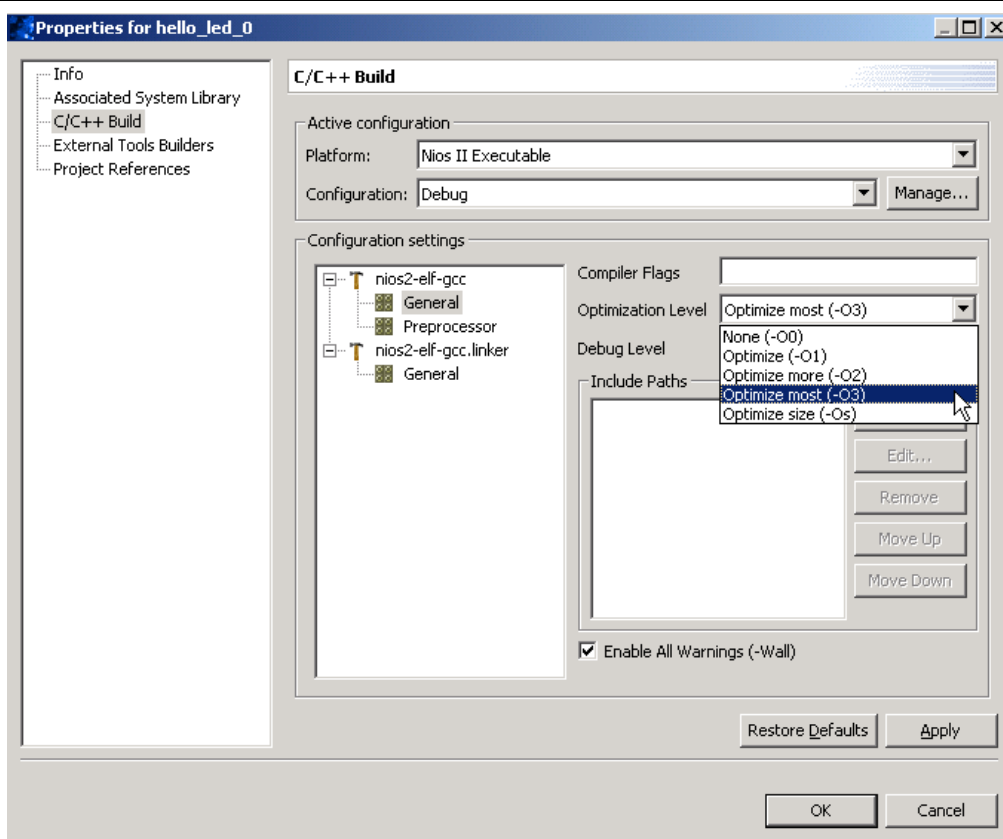 Properties for hello_led_0
Info
Associated System Library
C/C++ Build
External Tools Builders
Project References
C/C++ Build
Active configuration
Platform: Nios II Executable
Configuration: Debug Manage...
Configuration settings
nios2-elf-gcc
General
Preprocessor
nios2-elf-gcc.linker
General
Compiler Flags
Optimization Level Optimize most (-O3)
None (-O0)
Optimize (-O1)
Optimize more (-O2)
Optimize most (-O3)
Optimize size (-Os)
Debug Level
Include Paths
Edit...
Remove
Move Up
Move Down
Enable All Warnings (-Wall)
Restore Defaults Apply
OK Cancel